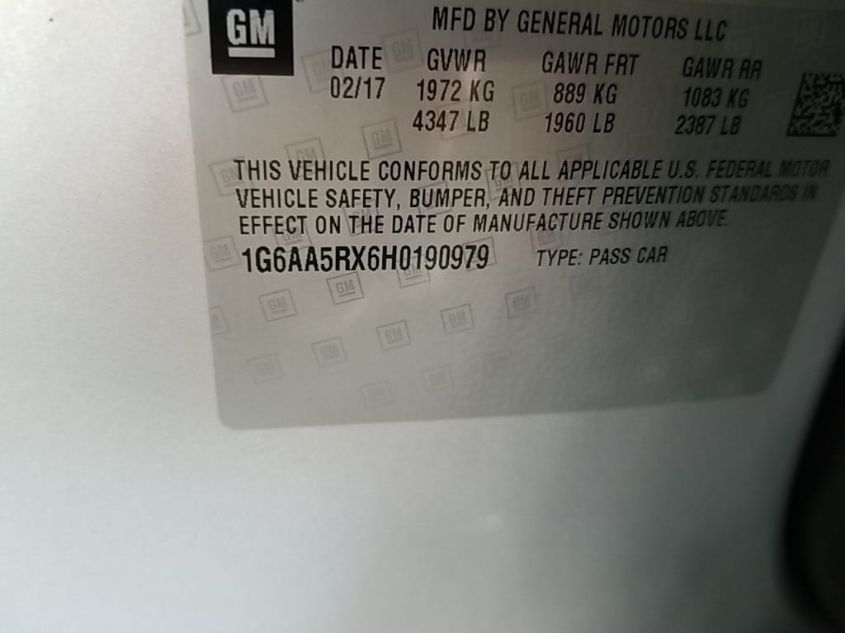 GM MFD BY GENERAL MOTORS LLC
DATE GVWR GAWR FRT GAWR RR
02/17 1972 KG 889 KG 1083 KG
4347 LB 1960 LB 2387 LB
THIS VEHICLE CONFORMS TO ALL APPLICABLE U.S. FEDERAL MOTOR
VEHICLE SAFETY, BUMPER, AND THEFT PREVENTION STANDARDS IN
EFFECT ON THE DATE OF MANUFACTURE SHOWN ABOVE.
1G6AA5RX6H0190979 TYPE: PASS CAR